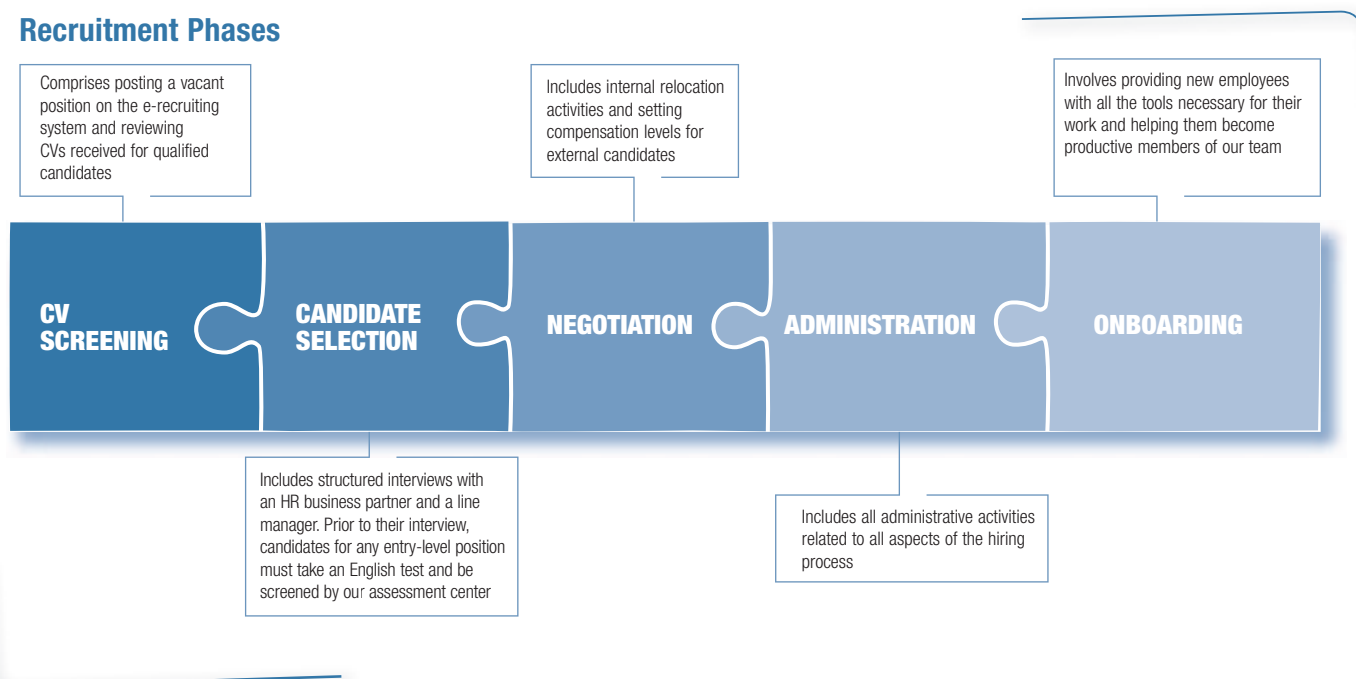 Recruitment Phases
Comprises posting a vacant
position on the e-recruiting
system and reviewing
CVs received for qualified
candidates
Includes internal relocation
activities and setting
compensation levels for
external candidates
Involves providing new employees
with all the tools necessary for their
work and helping them become
productive members of our team
CV
SCREENING
CANDIDATE
SELECTION
NEGOTIATION
ADMINISTRATION
ONBOARDING
Includes structured interviews with
an HR business partner and a line
manager. Prior to their interview,
candidates for any entry-level position
must take an English test and be
screened by our assessment center
Includes all administrative activities
related to all aspects of the hiring
process